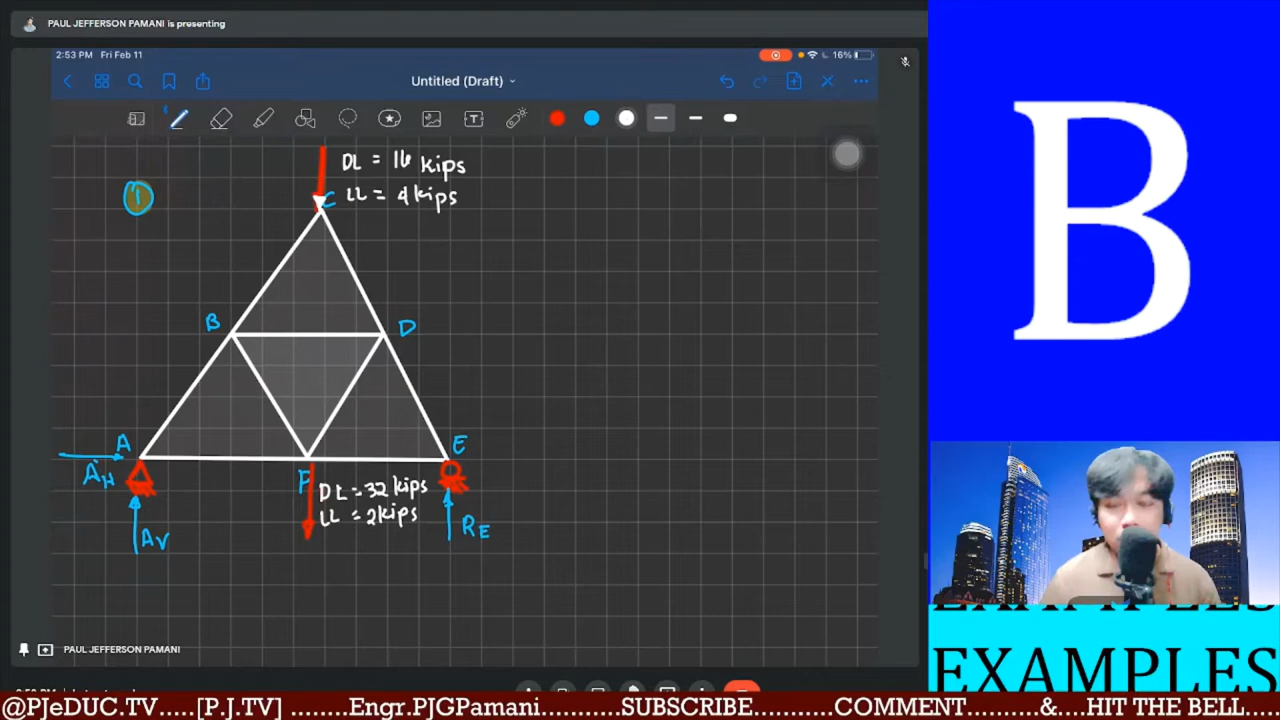 PAUL JEFFERSON PAMANI is presenting
2:53 PM Fri Feb 11
16%
Untitled (Draft)
T
1
DL = 16 kips
LL = 4 kips
C
B
D
A
E
AH
F
DL = 32 kips
LL = 2 kips
AV
RE
PAUL JEFFERSON PAMANI
B
EXAMPLES
@PJeDUC.TV.....[P.J.TV] ........Engr.PJGPamani.........SUBSCRIBE.........COMMENT.........&....HIT THE BELL....